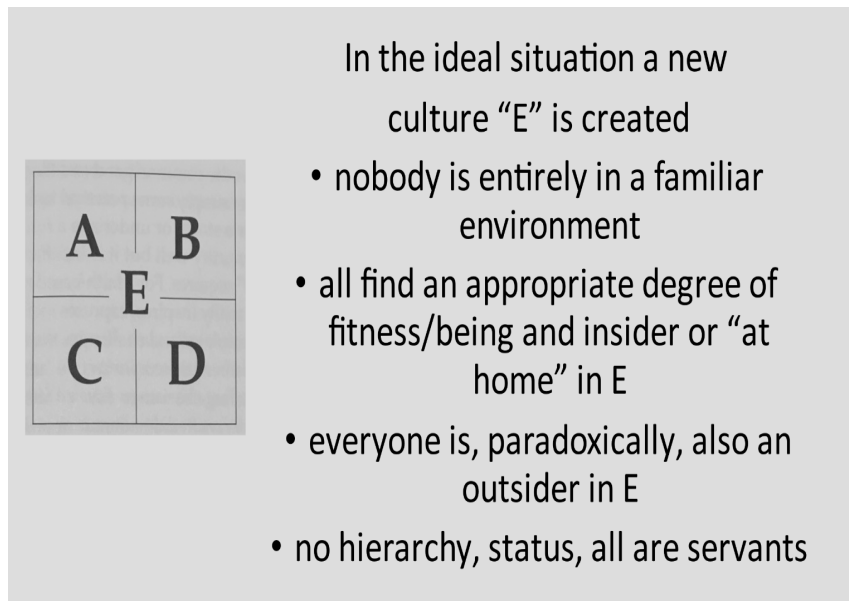 In the ideal situation a new
culture “E” is created
• nobody is entirely in a familiar
environment
• all find an appropriate degree of
fitness/being and insider or “at
home” in E
• everyone is, paradoxically, also an
outsider in E
• no hierarchy, status, all are servants
A B
E
C D